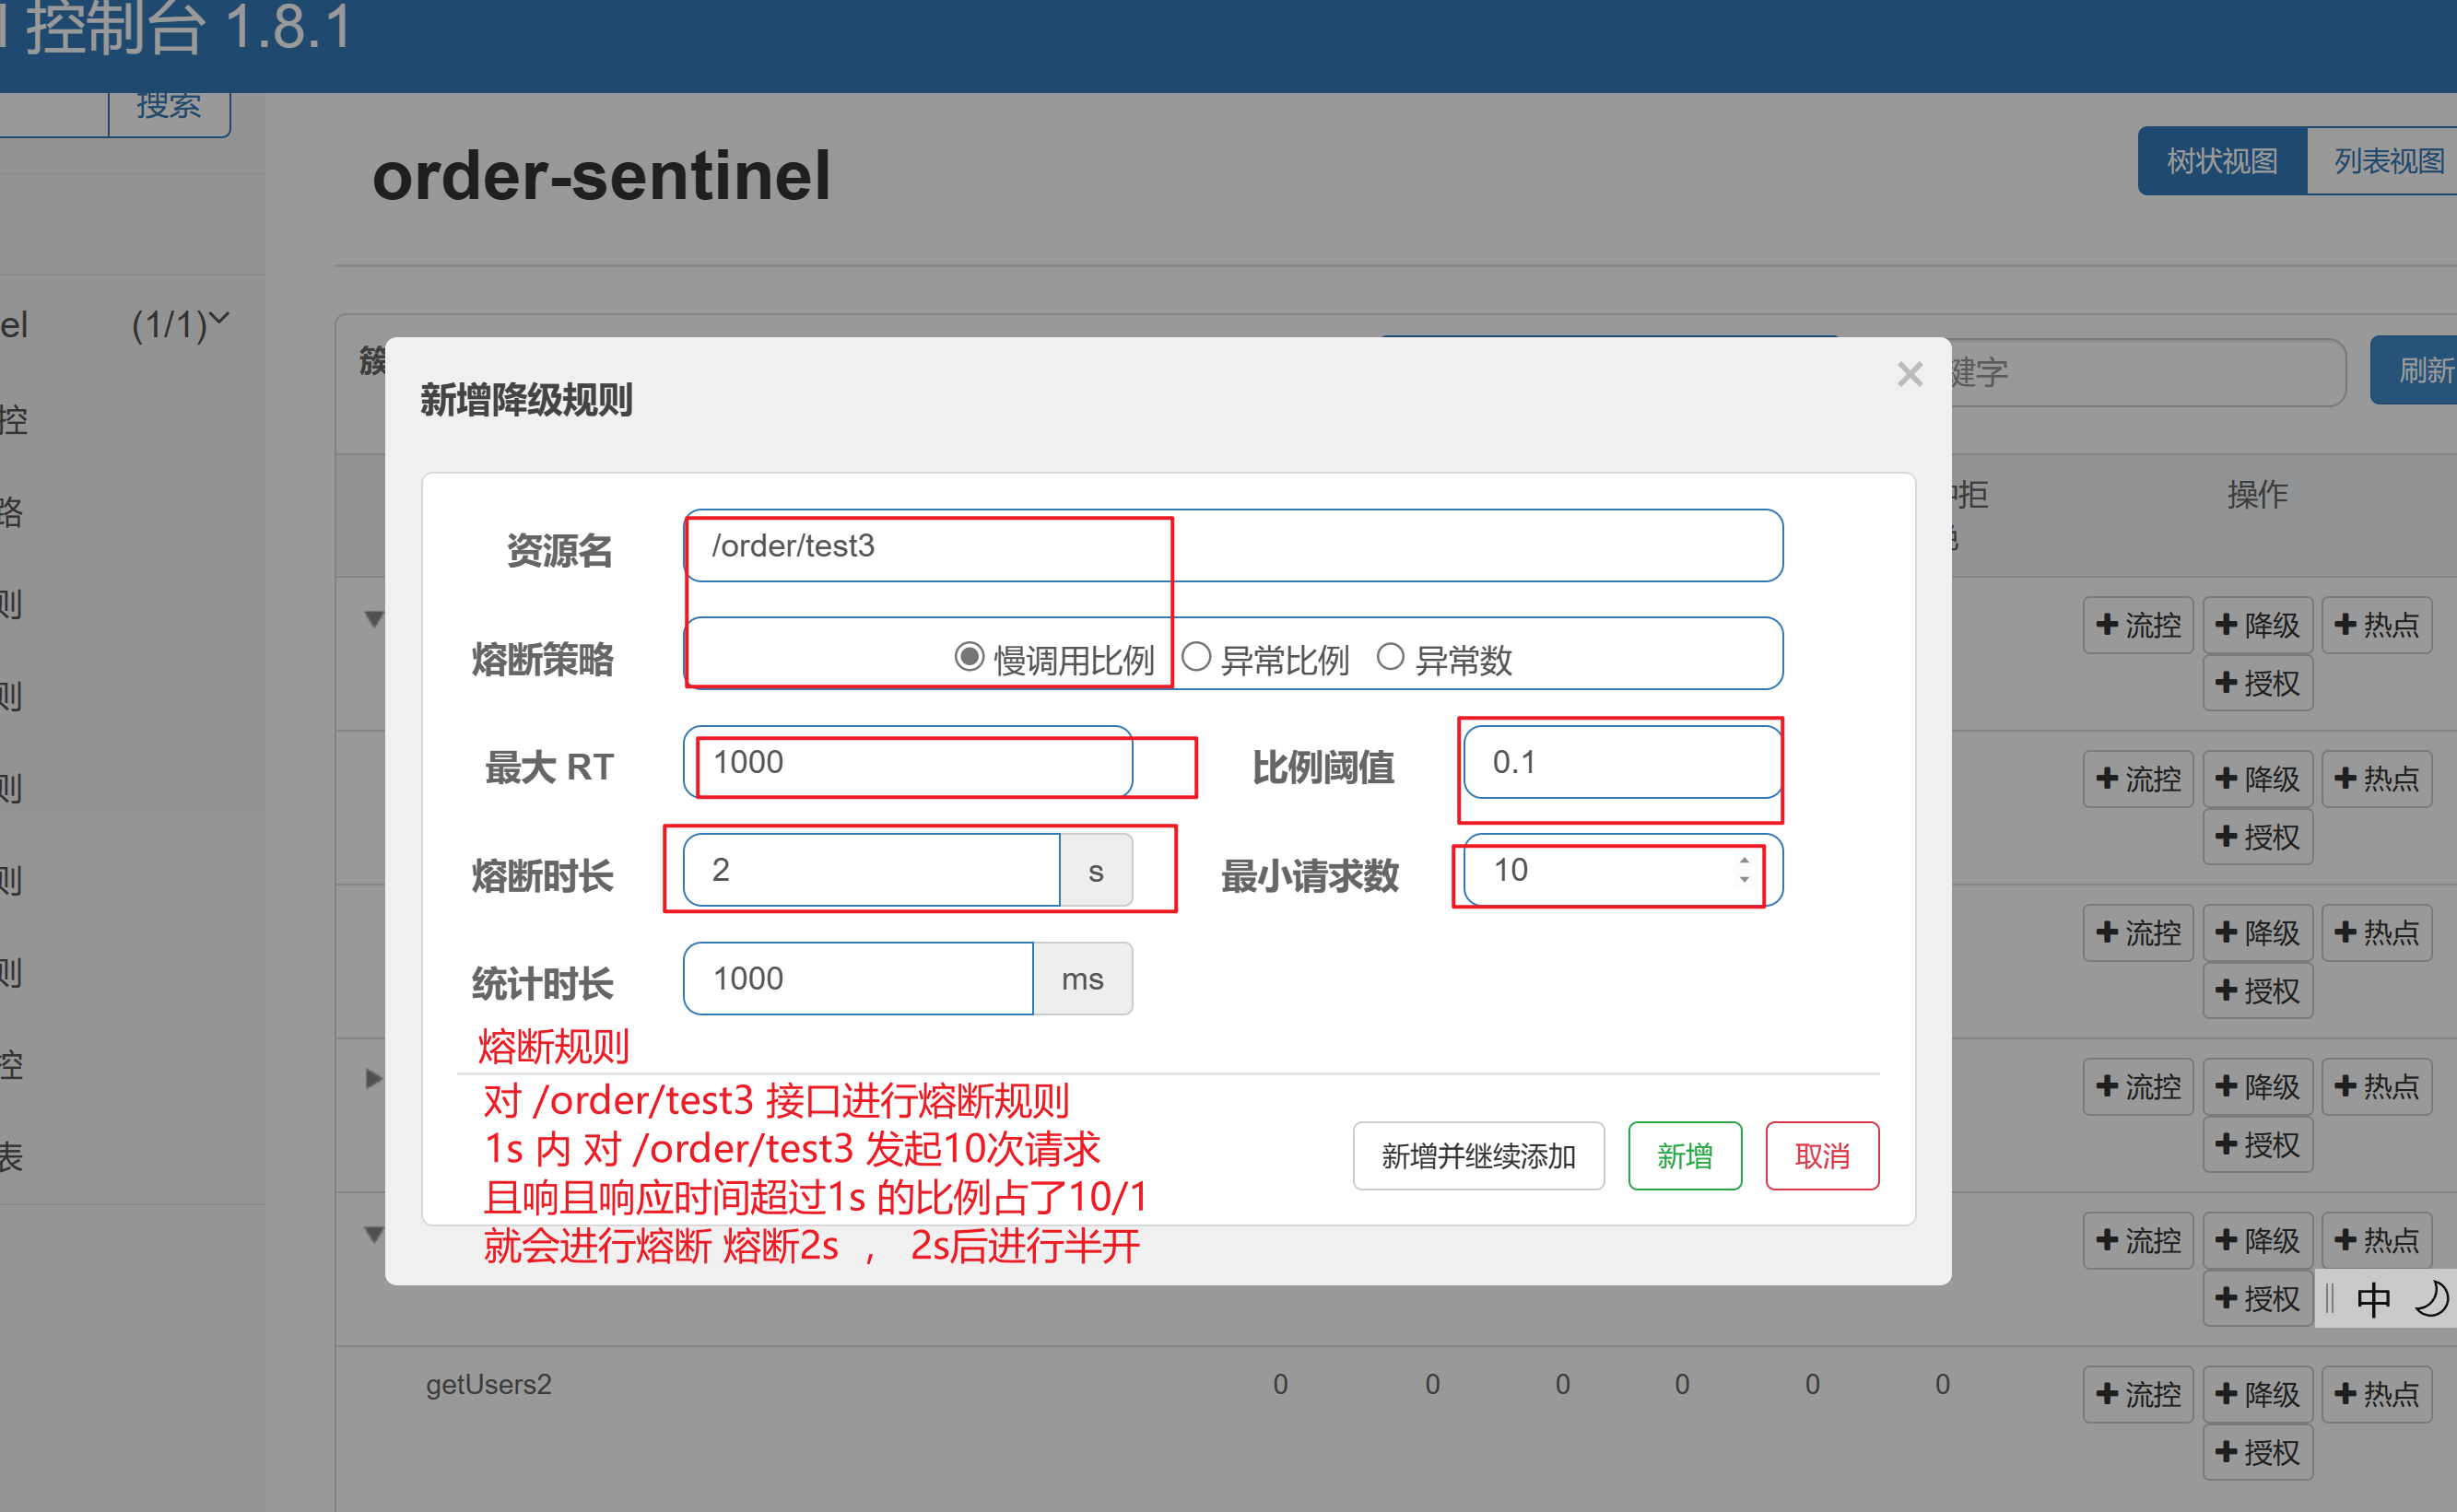 控制台 1.8.1
搜索
order-sentinel
树状视图 列表视图
el (1/1)
控
路
则
则
则
则
则
控
表
簇
键字
刷新
拒
操作
新增降级规则
资源名 /order/test3
熔断策略 慢调用比例 异常比例 异常数
最大 RT 1000 比例阈值 0.1
熔断时长 2 s 最小请求数 10
统计时长 1000 ms
熔断规则
对 /order/test3 接口进行熔断规则
1s 内 对 /order/test3 发起10次请求
且响且响应时间超过1s 的比例占了10/1
就会进行熔断 熔断2s ， 2s后进行半开
新增并继续添加 新增 取消
流控 降级 热点
授权
流控 降级 热点
授权
流控 降级 热点
授权
流控 降级 热点
授权
流控 降级 热点
授权
中
getUsers2 0 0 0 0 0 0 流控 降级 热点
授权